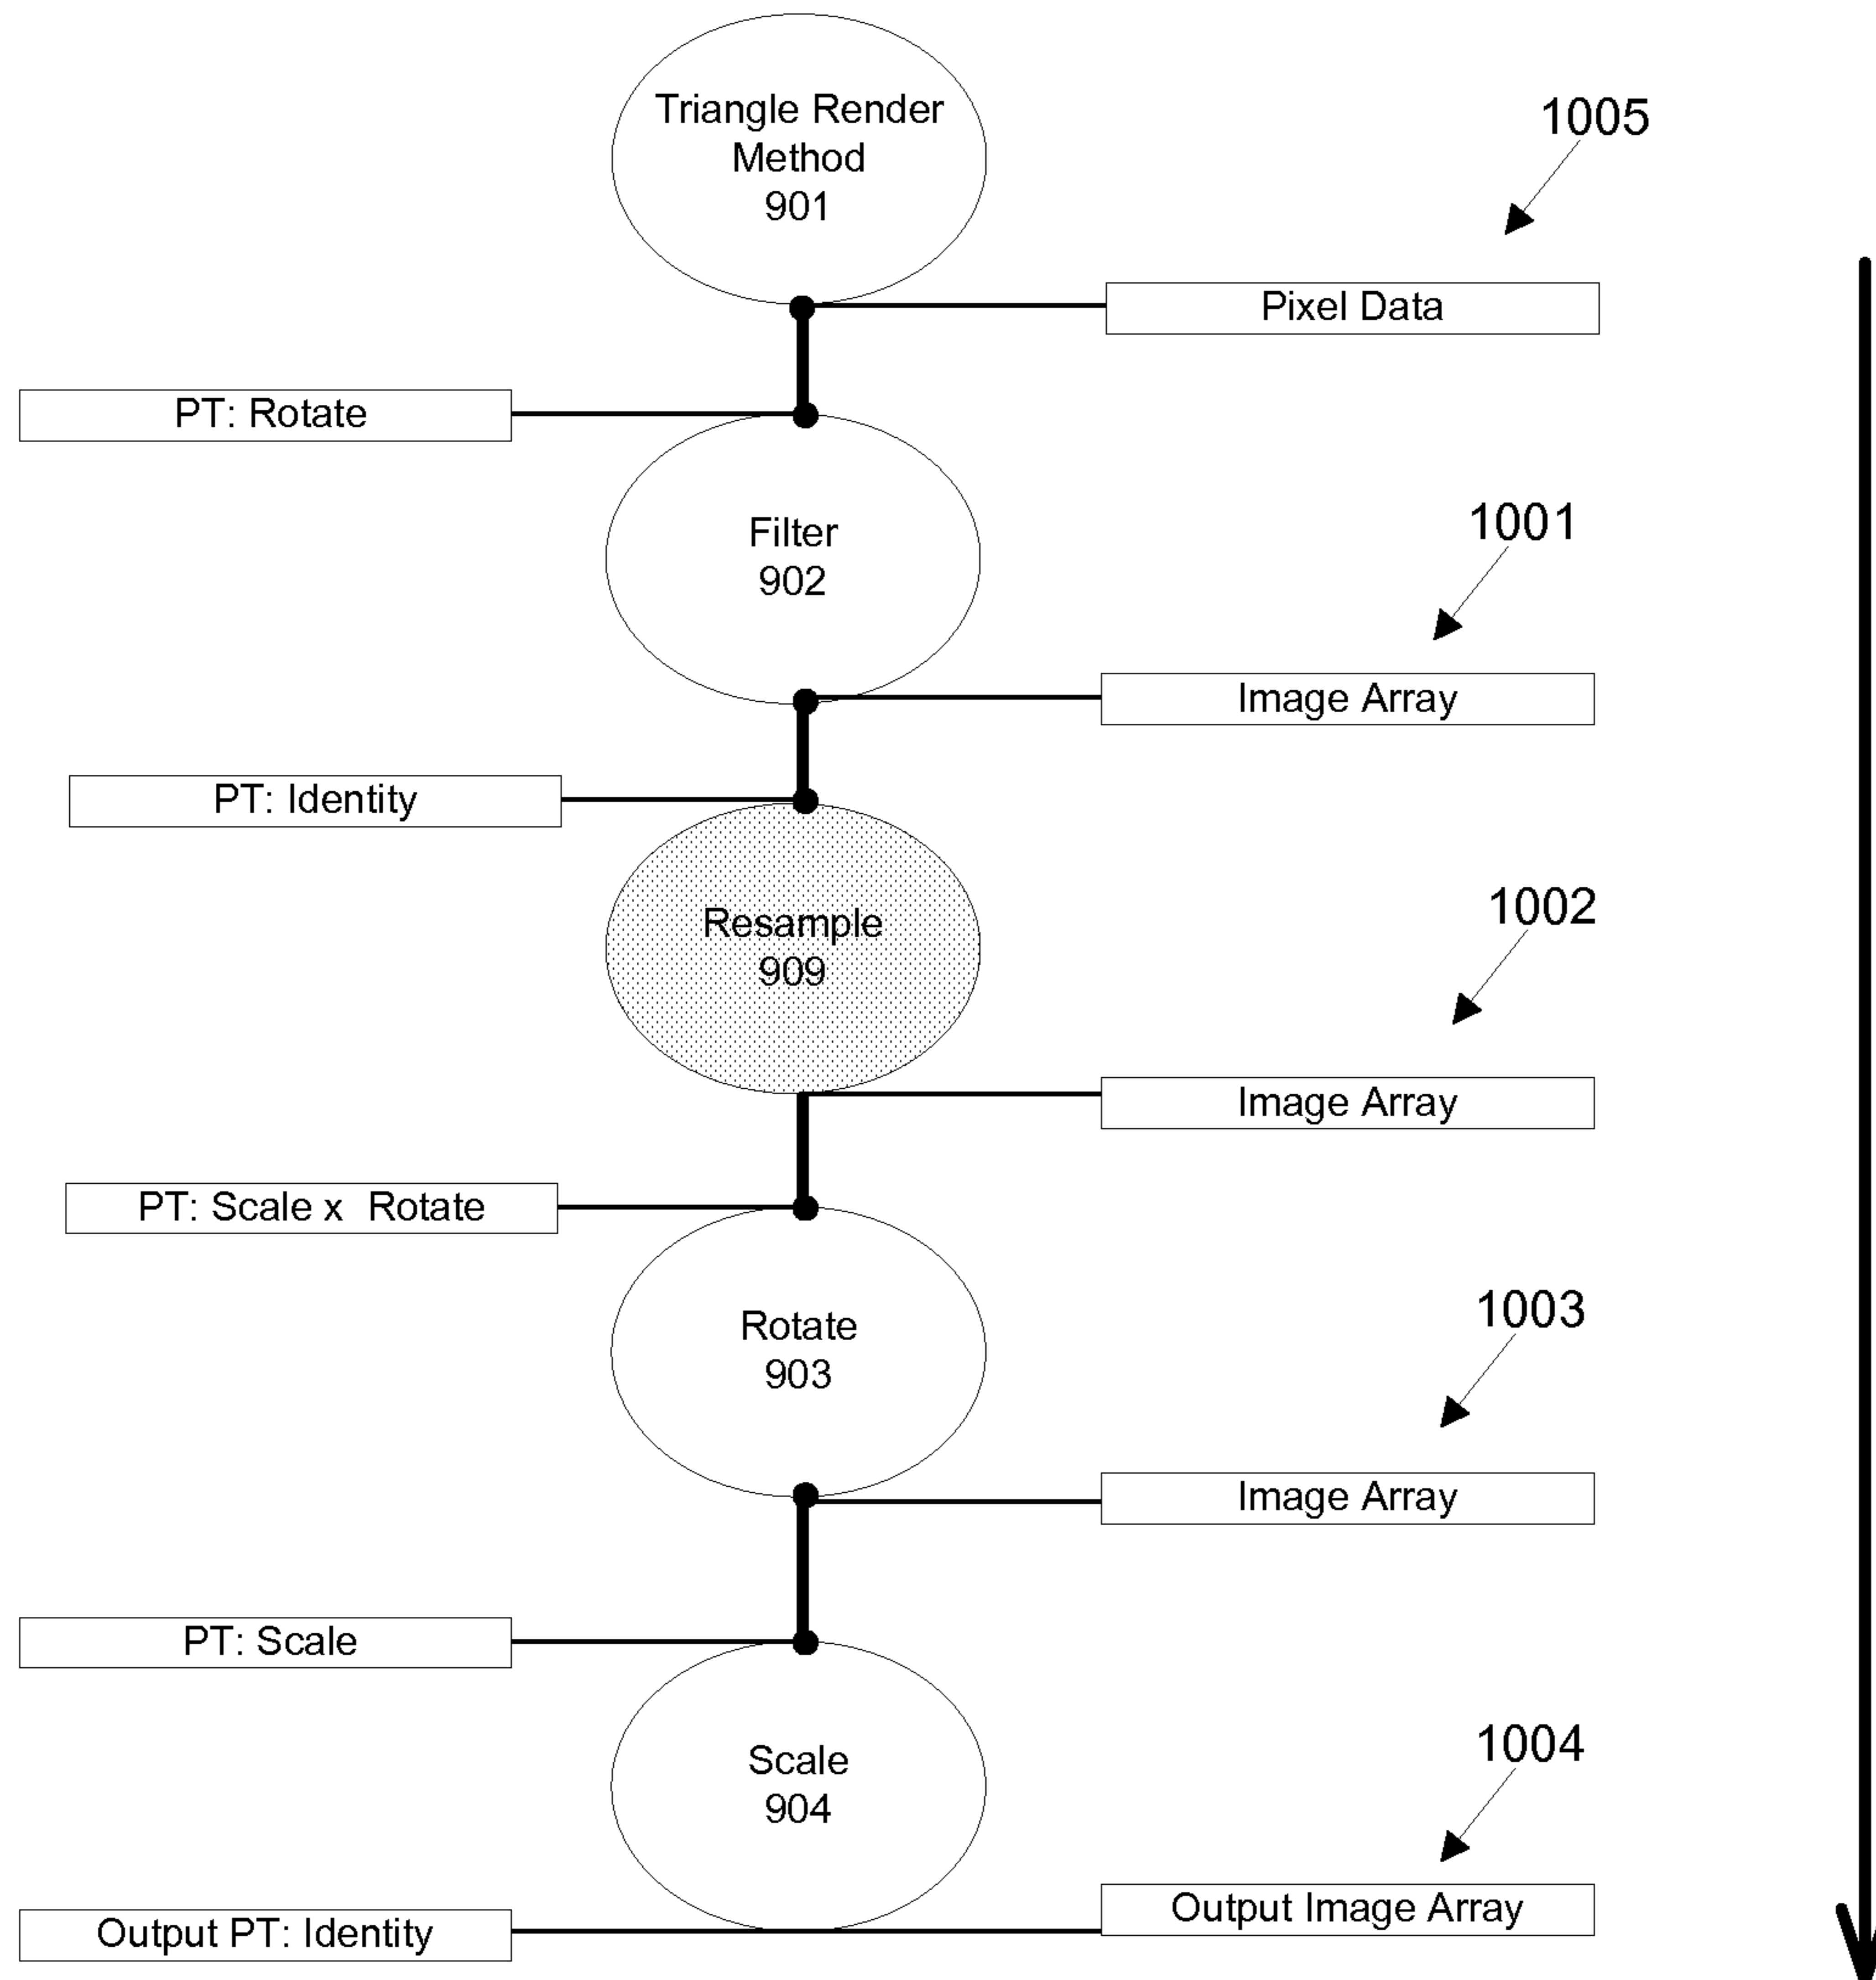 Triangle Render
Method
901
1005
Pixel Data
PT: Rotate
Filter
902
1001
Image Array
PT: Identity
Resample
909
1002
Image Array
PT: Scale x Rotate
Rotate
903
1003
Image Array
PT: Scale
Scale
904
1004
Output Image Array
Output PT: Identity